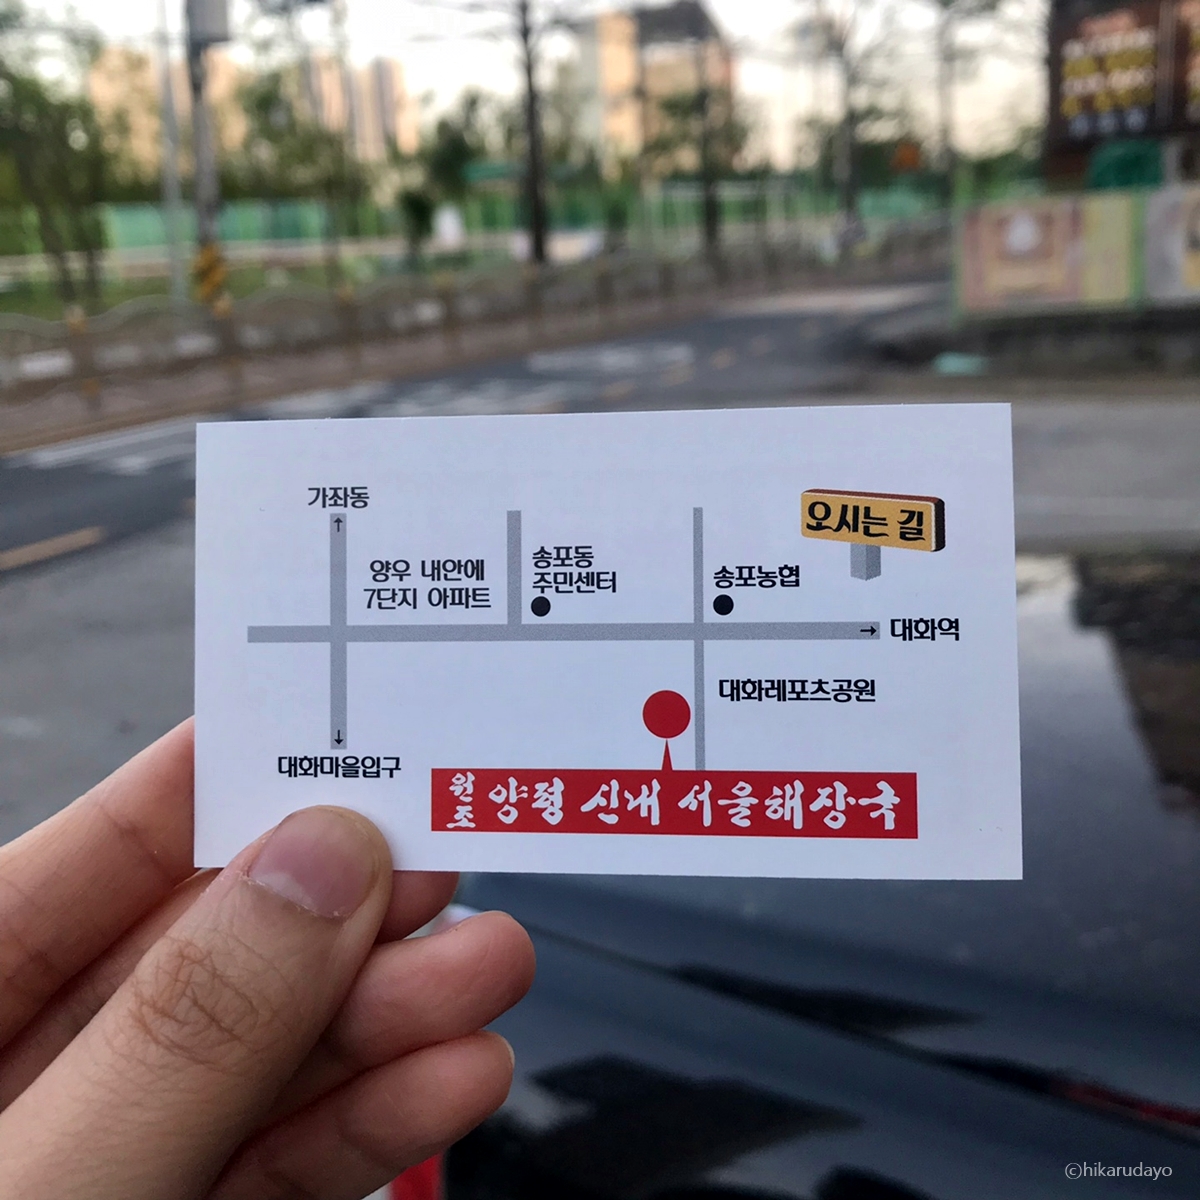 가좌동
오시는 길
양우 내안에
7단지 아파트
송포동
주민센터
송포농협
대화역
대화레포츠공원
대화마을입구
원조 양평 신내 서울해장국
©hikarudayo